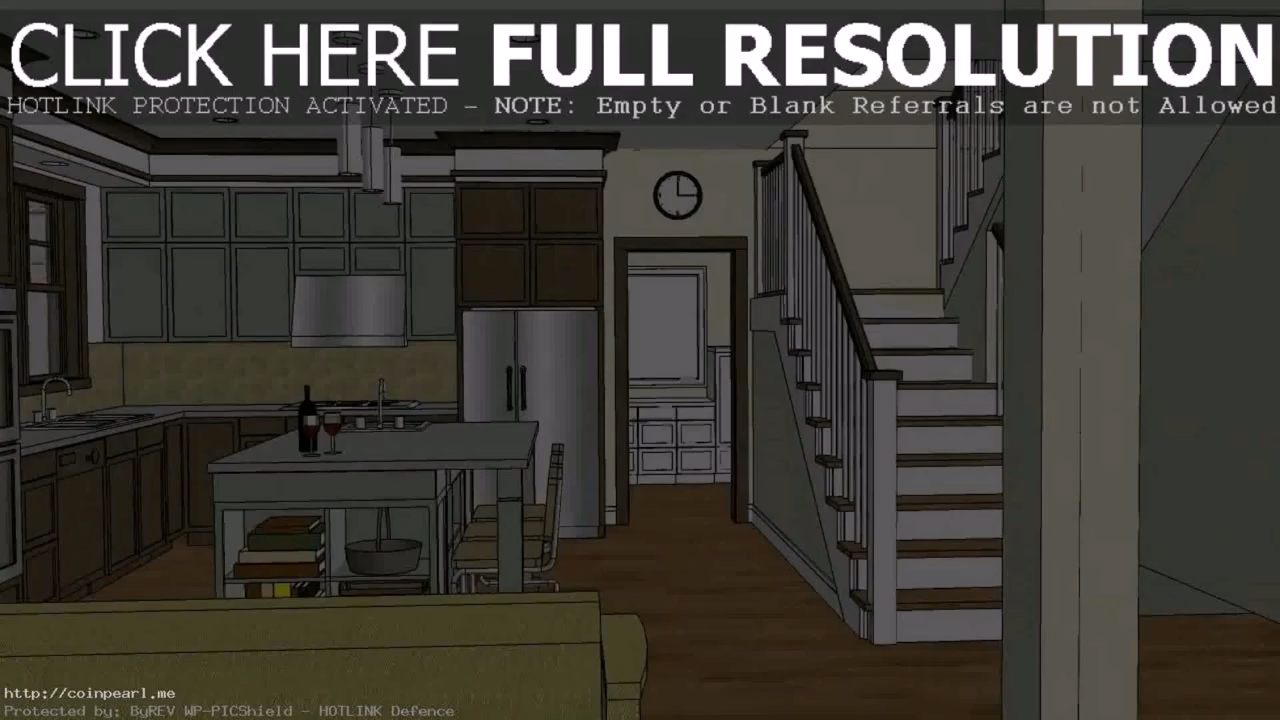 CLICK HERE FULL RESOLUTION
HOTLINK PROTECTION ACTIVATED - NOTE: Empty or Blank Referrals are not Allowed
http://coinpearl.me
Protected by: ByREV WP-PICShield - HOTLINK Defence